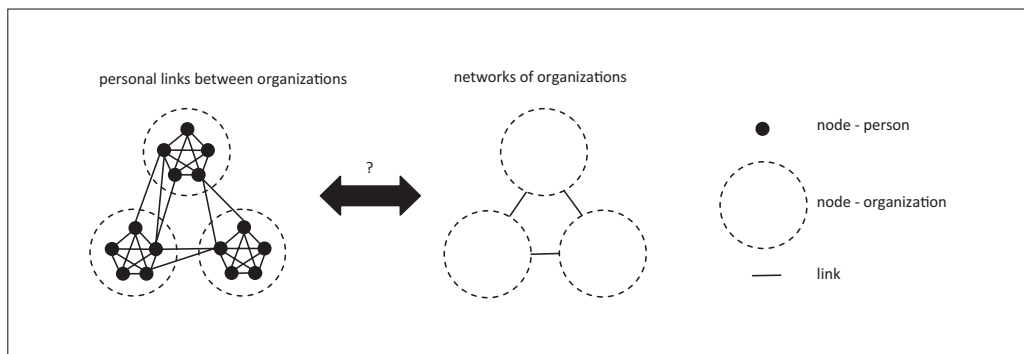 personal links between organizations
networks of organizations
?
node - person
node - organization
link